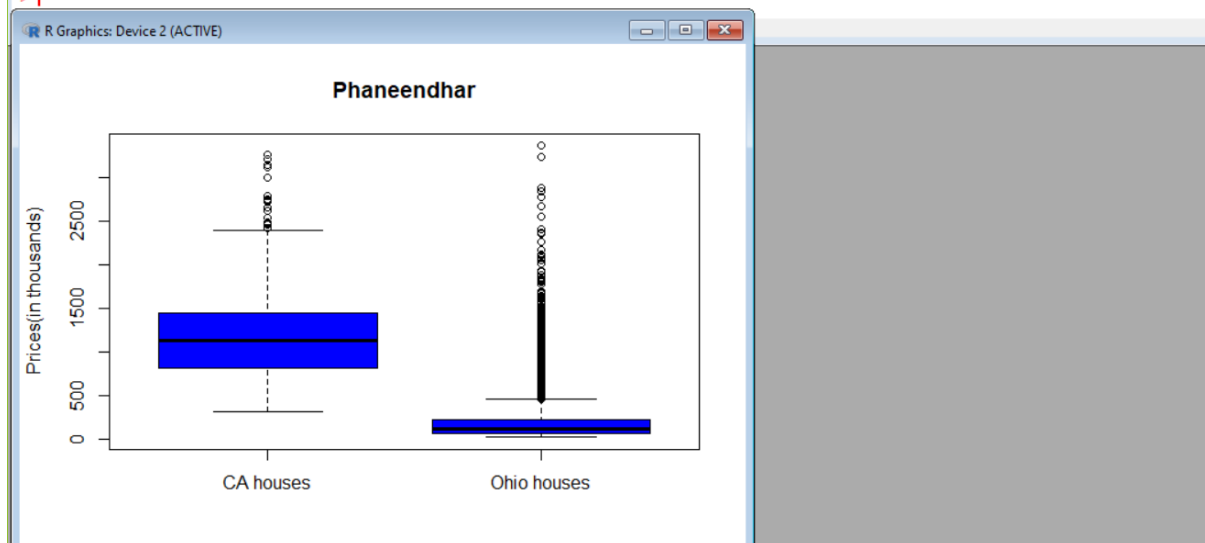 R Graphics: Device 2 (ACTIVE)
Phaneendhar
Prices(in thousands)
2500
1500
500
0
CA houses
Ohio houses